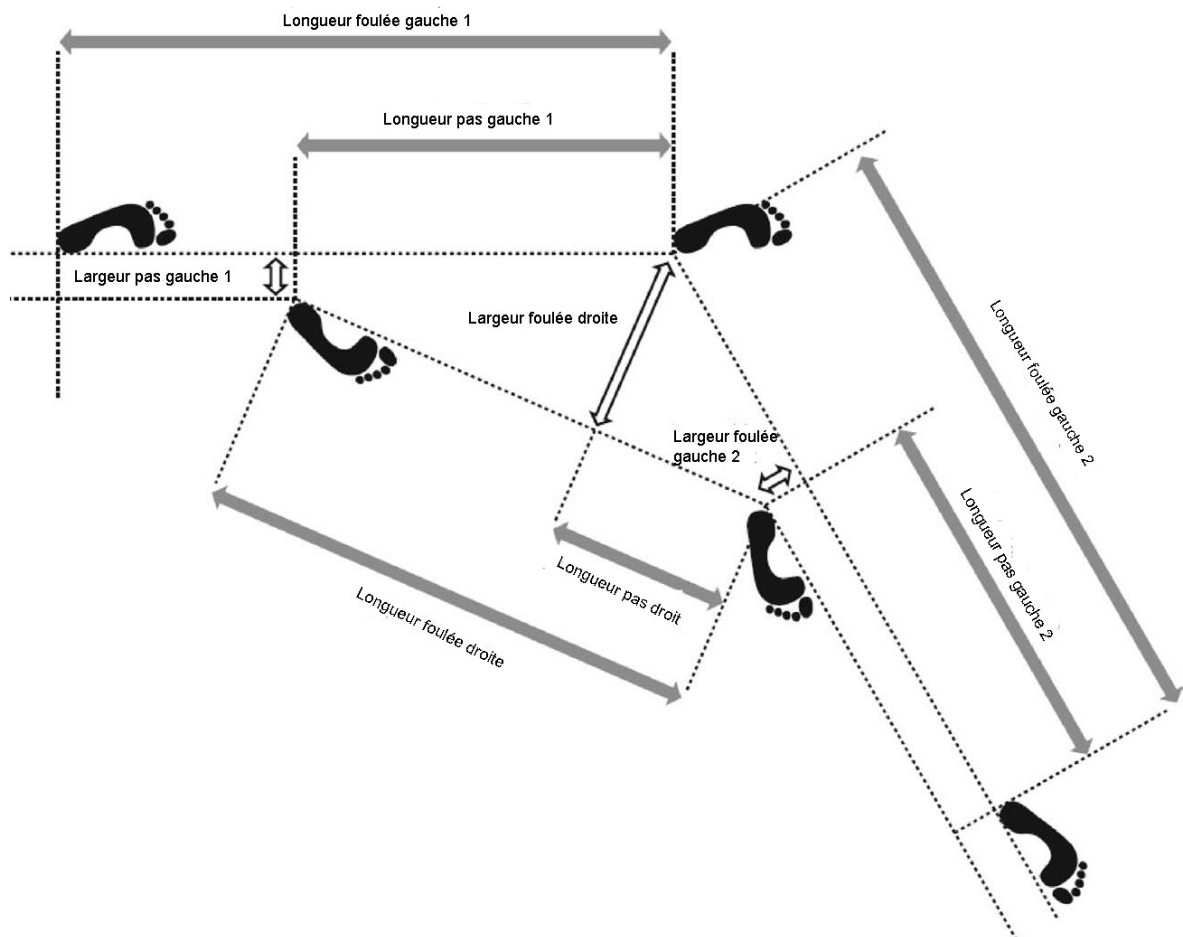 Longueur foulée gauche 1
Longueur pas gauche 1
Largeur pas gauche 1
Largeur foulée droite
Longueur foulée gauche 2
Largeur foulée
gauche 2
Longueur pas gauche 2
Longueur pas droit
Longueur foulée droite